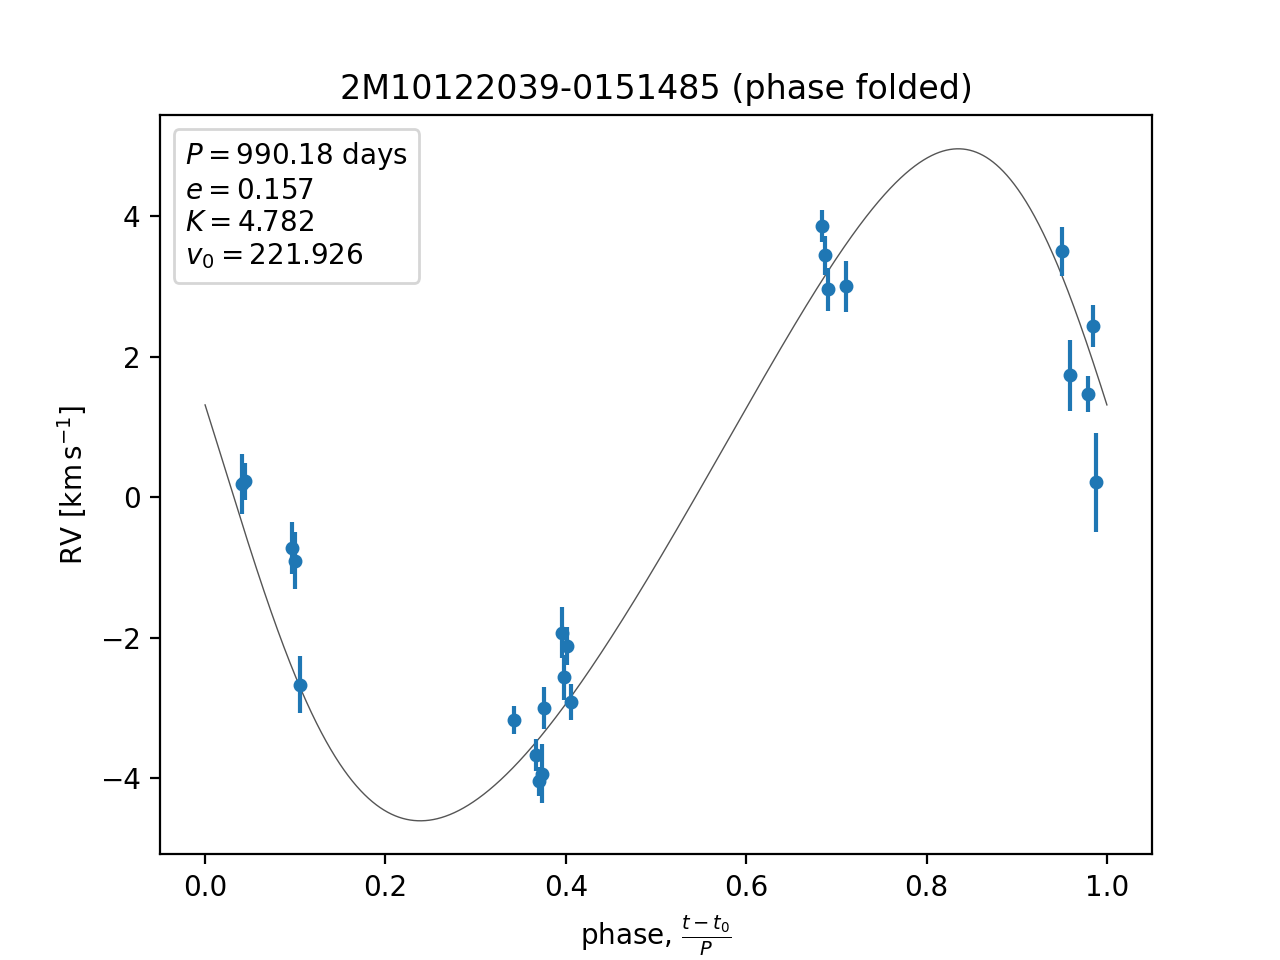 2M10122039-0151485 (phase folded)
P = 990.18 days
e = 0.157
K = 4.782
v₀ = 221.926
RV [km s⁻¹]
4
2
0
−2
−4
0.0 0.2 0.4 0.6 0.8 1.0
phase, (t − t₀)/P